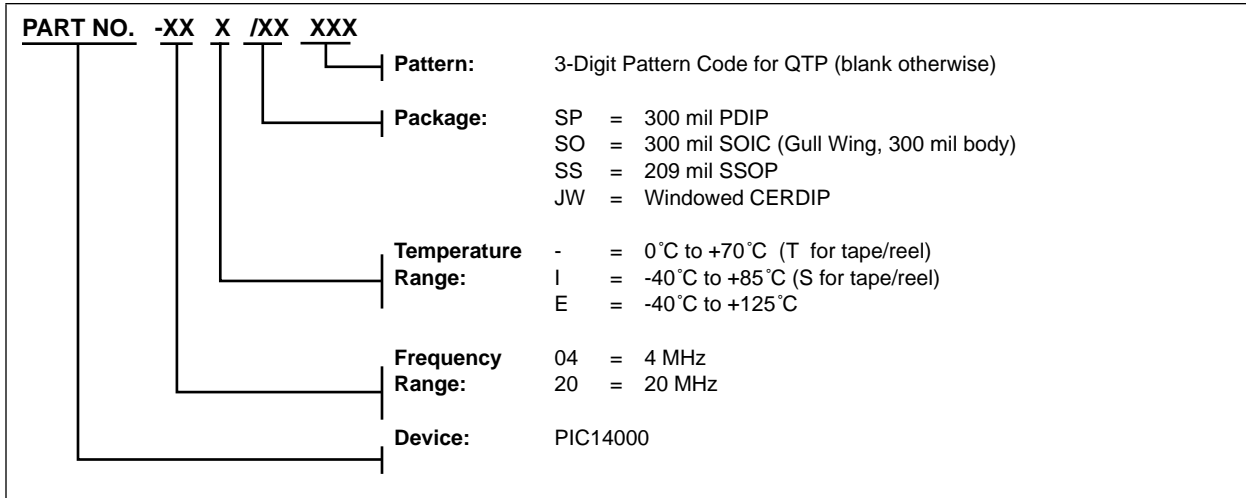 PART NO. -XX X /XX XXX
Pattern: 3-Digit Pattern Code for QTP (blank otherwise)
Package: SP = 300 mil PDIP
SO = 300 mil SOIC (Gull Wing, 300 mil body)
SS = 209 mil SSOP
JW = Windowed CERDIP
Temperature - = 0˚C to +70˚C (T for tape/reel)
Range: I = -40˚C to +85˚C (S for tape/reel)
E = -40˚C to +125˚C
Frequency 04 = 4 MHz
Range: 20 = 20 MHz
Device: PIC14000